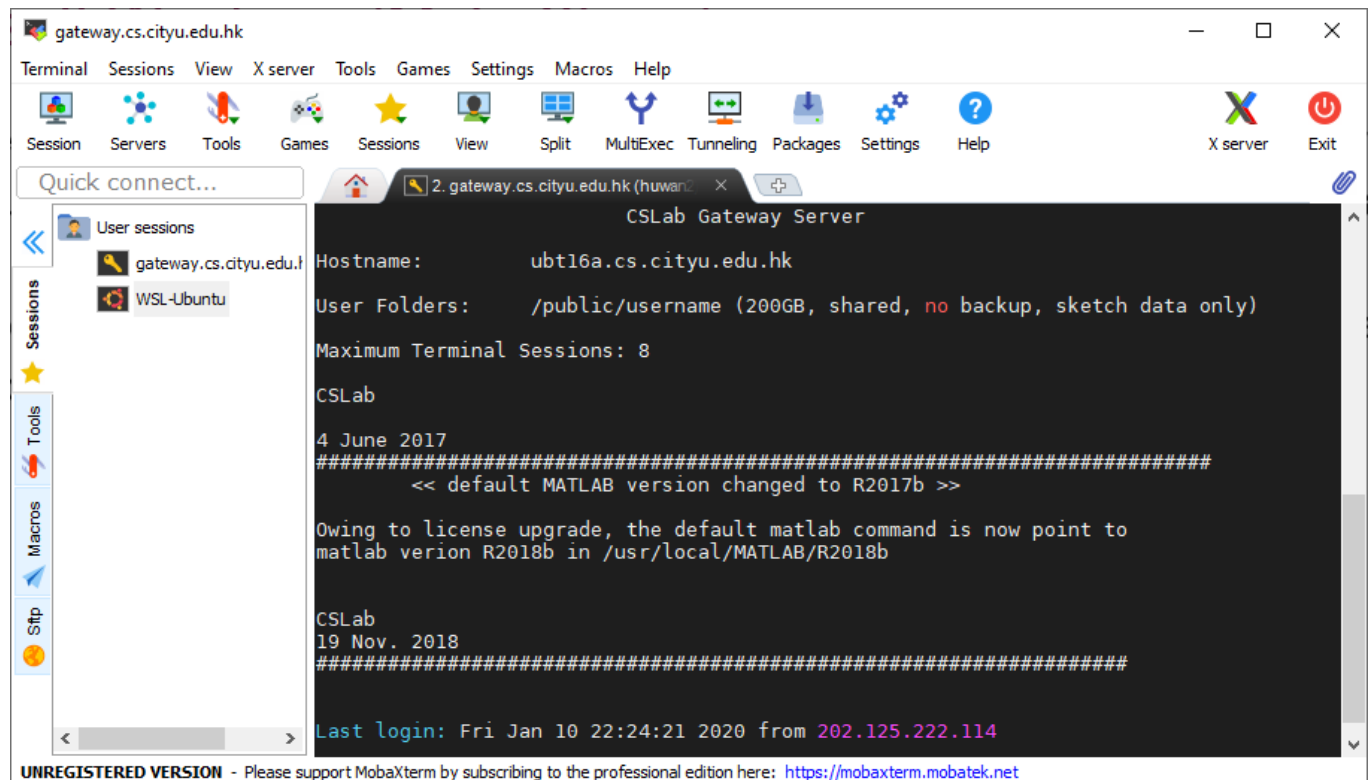 gateway.cs.cityu.edu.hk
Terminal Sessions View X server Tools Games Settings Macros Help
Session Servers Tools Games Sessions View Split MultiExec Tunneling Packages Settings Help X server Exit
Quick connect...
2. gateway.cs.cityu.edu.hk (huwan2
User sessions
gateway.cs.cityu.edu.h
WSL-Ubuntu
Sessions
Tools
Macros
Sftp
CSLab Gateway Server
Hostname: ubt16a.cs.cityu.edu.hk
User Folders: /public/username (200GB, shared, no backup, sketch data only)
Maximum Terminal Sessions: 8
CSLab
4 June 2017
###########################################################################
<< default MATLAB version changed to R2017b >>
Owing to license upgrade, the default matlab command is now point to
matlab verion R2018b in /usr/local/MATLAB/R2018b
CSLab
19 Nov. 2018
####################################################################
Last login: Fri Jan 10 22:24:21 2020 from 202.125.222.114
UNREGISTERED VERSION - Please support MobaXterm by subscribing to the professional edition here: https://mobaxterm.mobatek.net